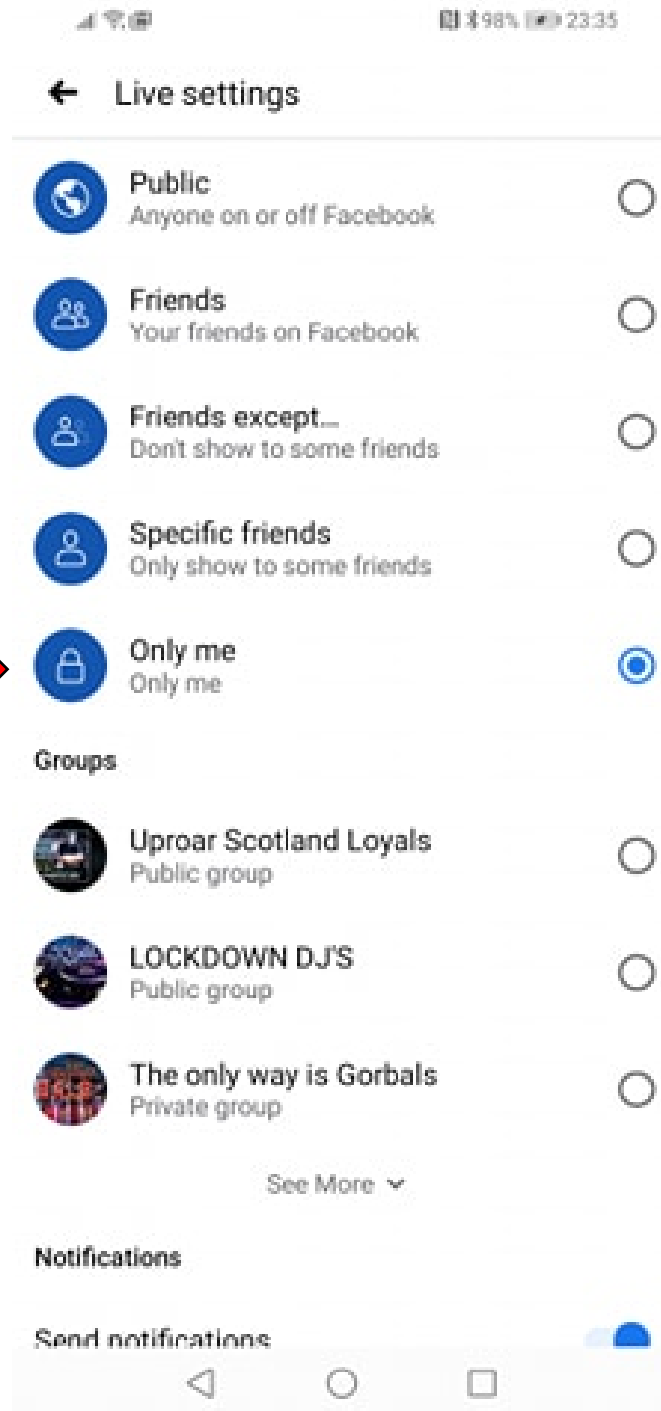 98% 23:35
Live settings
Public
Anyone on or off Facebook
Friends
Your friends on Facebook
Friends except...
Don't show to some friends
Specific friends
Only show to some friends
Only me
Only me
Groups
Uproar Scotland Loyals
Public group
LOCKDOWN DJ'S
Public group
The only way is Gorbals
Private group
See More
Notifications
Send notifications